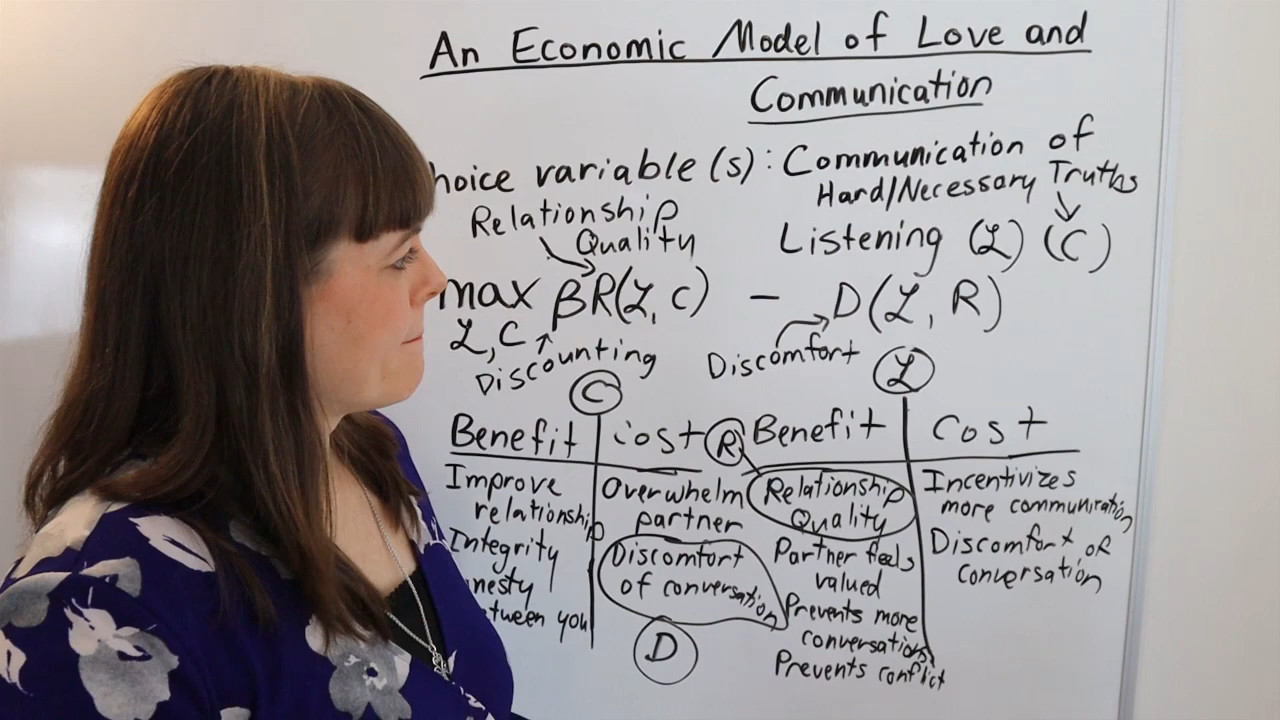 An Economic Model of Love and
Communication
hoice variable (s): Communication of
Hard/Necessary Truths
Relationship
Quality
Listening (L) (C)
max βR(L, C) - D(L, R)
L, C
Discounting
Discomfort
C
L
Benefit Cost R Benefit Cost
Improve
relationship
Integrity
nesty
tween you
Overwhelm
partner
Discomfort
of conversation
D
Relationship
Quality
Partner feels
valued
Prevents more
conversations
Prevents conflict
Incentivizes
more communication
Discomfort of
conversation